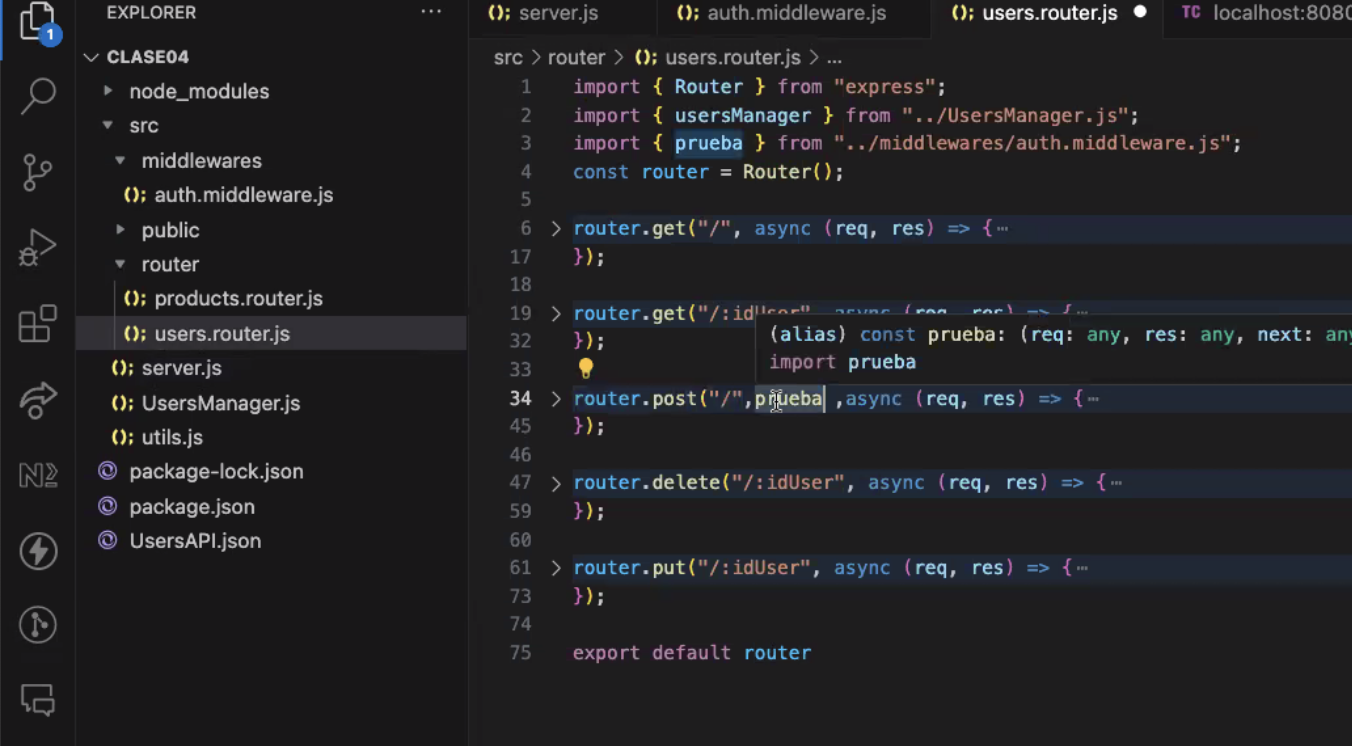 EXPLORER
...
1
CLASE04
node_modules
src
middlewares
(); auth.middleware.js
public
router
(); products.router.js
(); users.router.js
(); server.js
(); UsersManager.js
(); utils.js
package-lock.json
package.json
UsersAPI.json
(); server.js
(); auth.middleware.js
(); users.router.js
TC localhost:8080
src > router > (); users.router.js > ...
1 import { Router } from "express";
2 import { usersManager } from "../UsersManager.js";
3 import { prueba } from "../middlewares/auth.middleware.js";
4 const router = Router();
5
6 router.get("/", async (req, res) => {…
17 });
18
19 router.get("/:idUser", async (req, res) => {…
(alias) const prueba: (req: any, res: any, next: any
32 });
import prueba
33
34 router.post("/",prueba ,async (req, res) => {…
45 });
46
47 router.delete("/:idUser", async (req, res) => {…
59 });
60
61 router.put("/:idUser", async (req, res) => {…
73 });
74
75 export default router